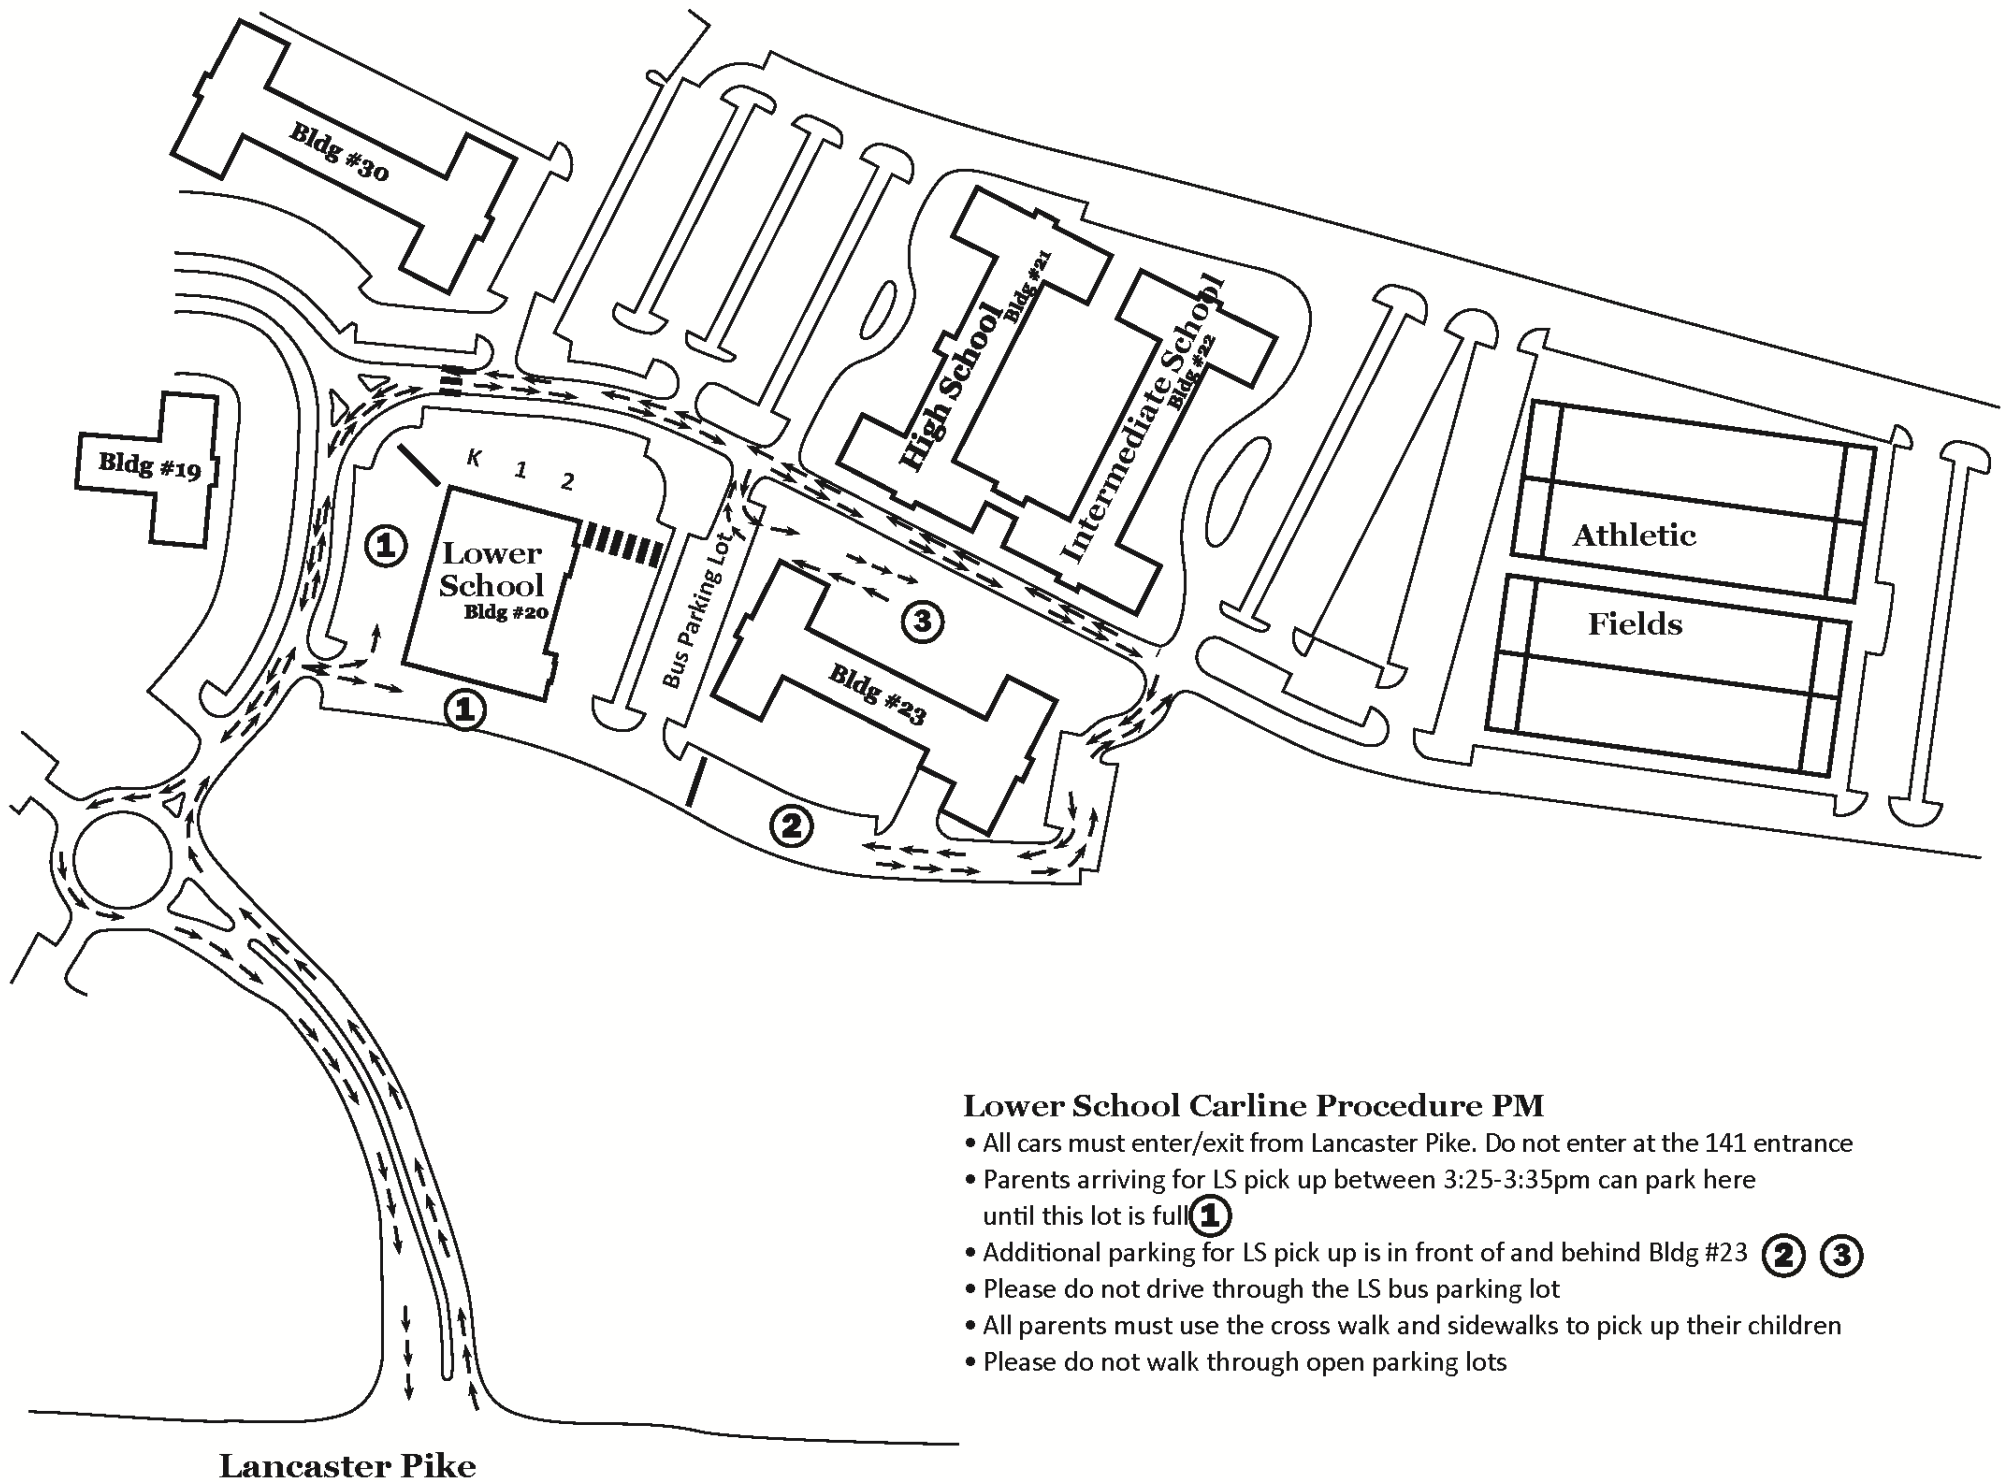 Bldg #30
High School
Bldg #21
Intermediate School
Bldg #22
Bldg #19
K 1 2
1
Lower
School
Bldg #20
Bus Parking Lot
3
Athletic
Fields
Bldg #23
1
2
Lower School Carline Procedure PM
• All cars must enter/exit from Lancaster Pike. Do not enter at the 141 entrance
• Parents arriving for LS pick up between 3:25-3:35pm can park here
until this lot is full 1
• Additional parking for LS pick up is in front of and behind Bldg #23 2 3
• Please do not drive through the LS bus parking lot
• All parents must use the cross walk and sidewalks to pick up their children
• Please do not walk through open parking lots
Lancaster Pike